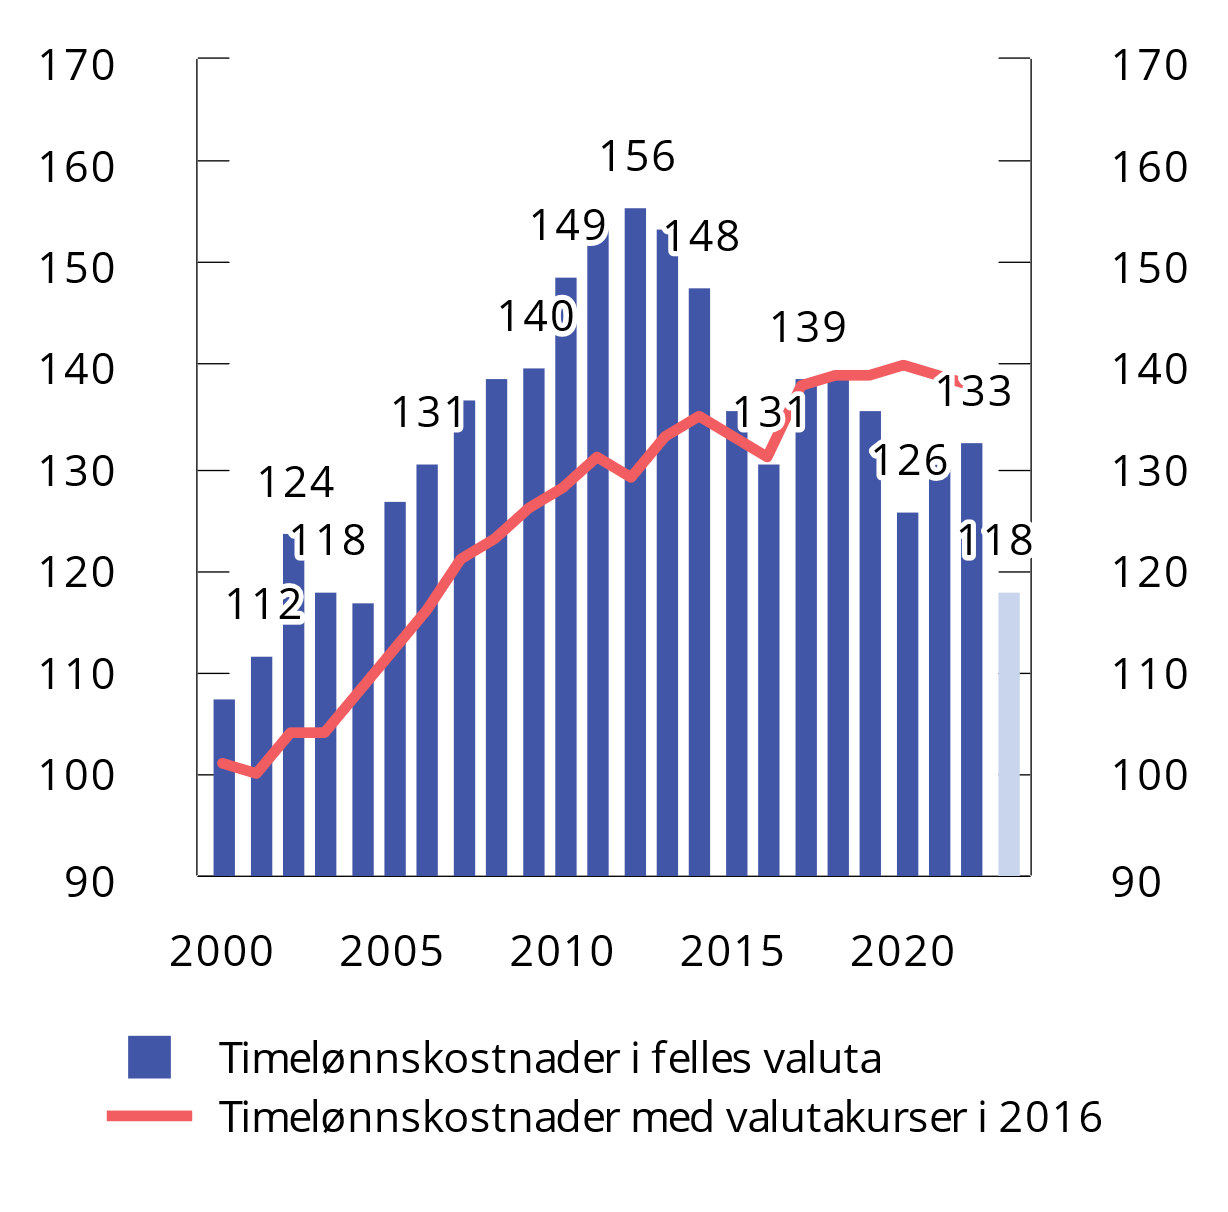 170 170
156
160 160
149 148
150 150
140 139
140 140
131 131 133
130 126 130
124
118 118
120 120
112
110 110
100 100
90 90
2000 2005 2010 2015 2020
Timelønnskostnader i felles valuta
Timelønnskostnader med valutakurser i 2016